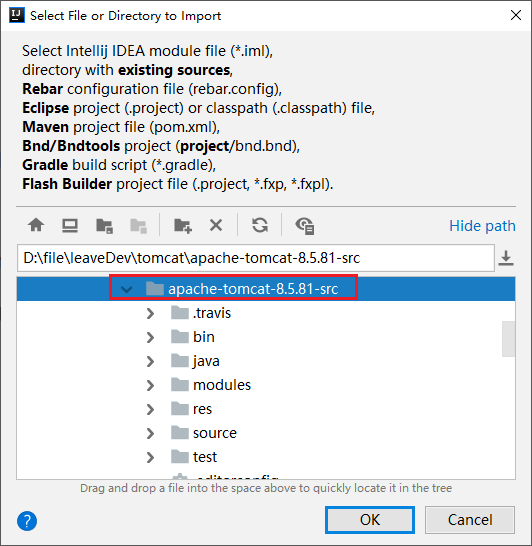 Select File or Directory to Import
Select Intellij IDEA module file (*.iml),
directory with existing sources,
Rebar configuration file (rebar.config),
Eclipse project (.project) or classpath (.classpath) file,
Maven project file (pom.xml),
Bnd/Bndtools project (project/bnd.bnd),
Gradle build script (*.gradle),
Flash Builder project file (.project, *.fxp, *.fxpl).
Hide path
D:\file\leaveDev\tomcat\apache-tomcat-8.5.81-src
apache-tomcat-8.5.81-src
.travis
bin
java
modules
res
source
test
.editorconfig
Drag and drop a file into the space above to quickly locate it in the tree
?
OK
Cancel